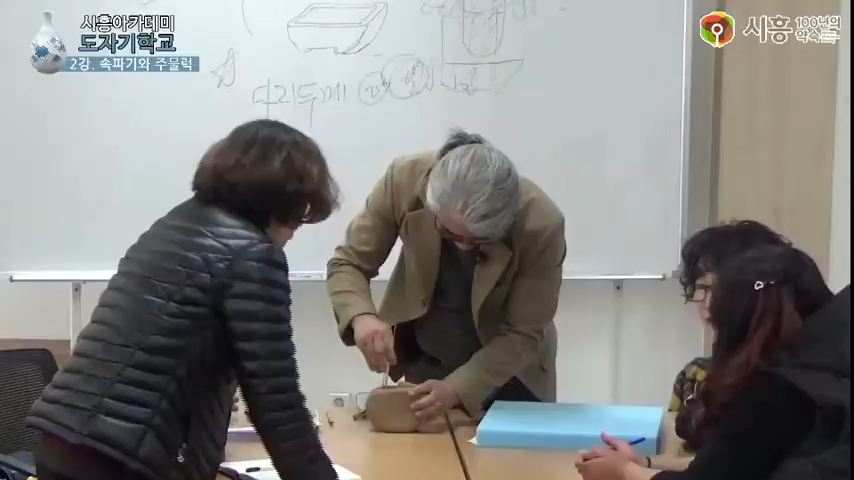 시흥아카데미
도자기학교
2강. 속파기와 주물럭
시흥 100년의
약속
다리두께